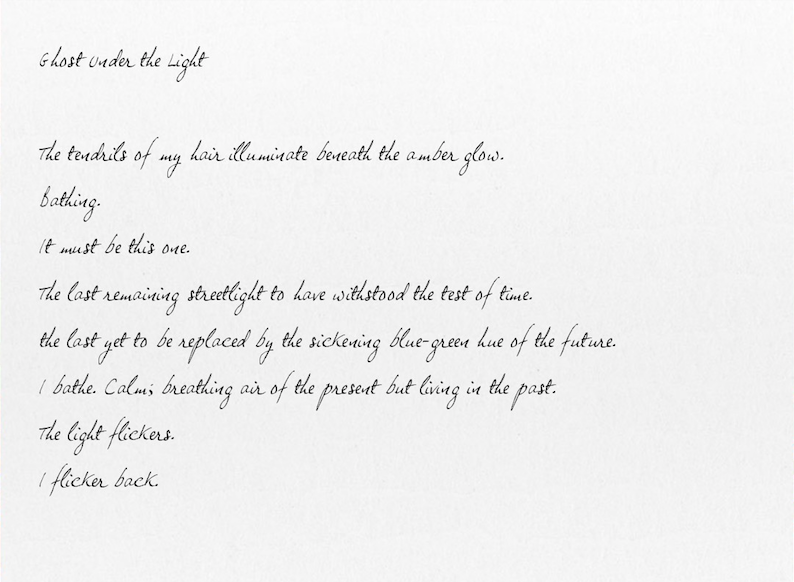 Ghost Under the Light
The tendrils of my hair illuminate beneath the amber glow.
Bathing.
It must be this one.
The last remaining streetlight to have withstood the test of time.
the last yet to be replaced by the sickening blue-green hue of the future.
I bathe. Calm; breathing air of the present but living in the past.
The light flickers.
I flicker back.